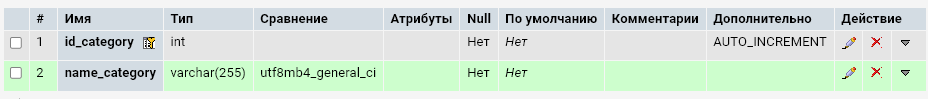 # Имя Тип Сравнение Атрибуты Null По умолчанию Комментарии Дополнительно Действие
1 id_category int Нет Нет AUTO_INCREMENT
2 name_category varchar(255) utf8mb4_general_ci Нет Нет